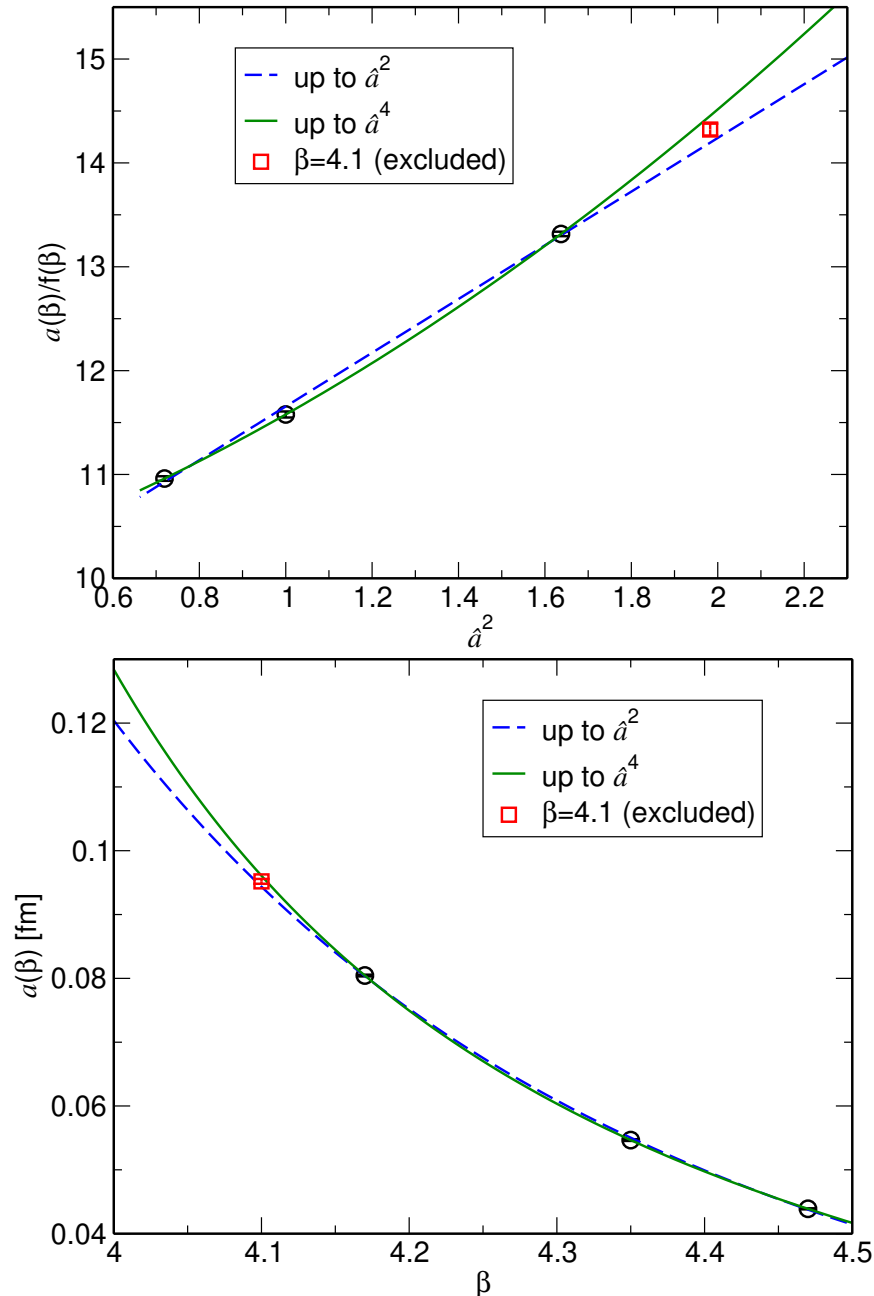 15
14
13
12
11
10
a(β)/f(β)
up to â²
up to â⁴
β=4.1 (excluded)
0.6 0.8 1 1.2 1.4 1.6 1.8 2 2.2
â²
0.12
0.1
0.08
0.06
0.04
a(β) [fm]
up to â²
up to â⁴
β=4.1 (excluded)
4 4.1 4.2 4.3 4.4 4.5
β